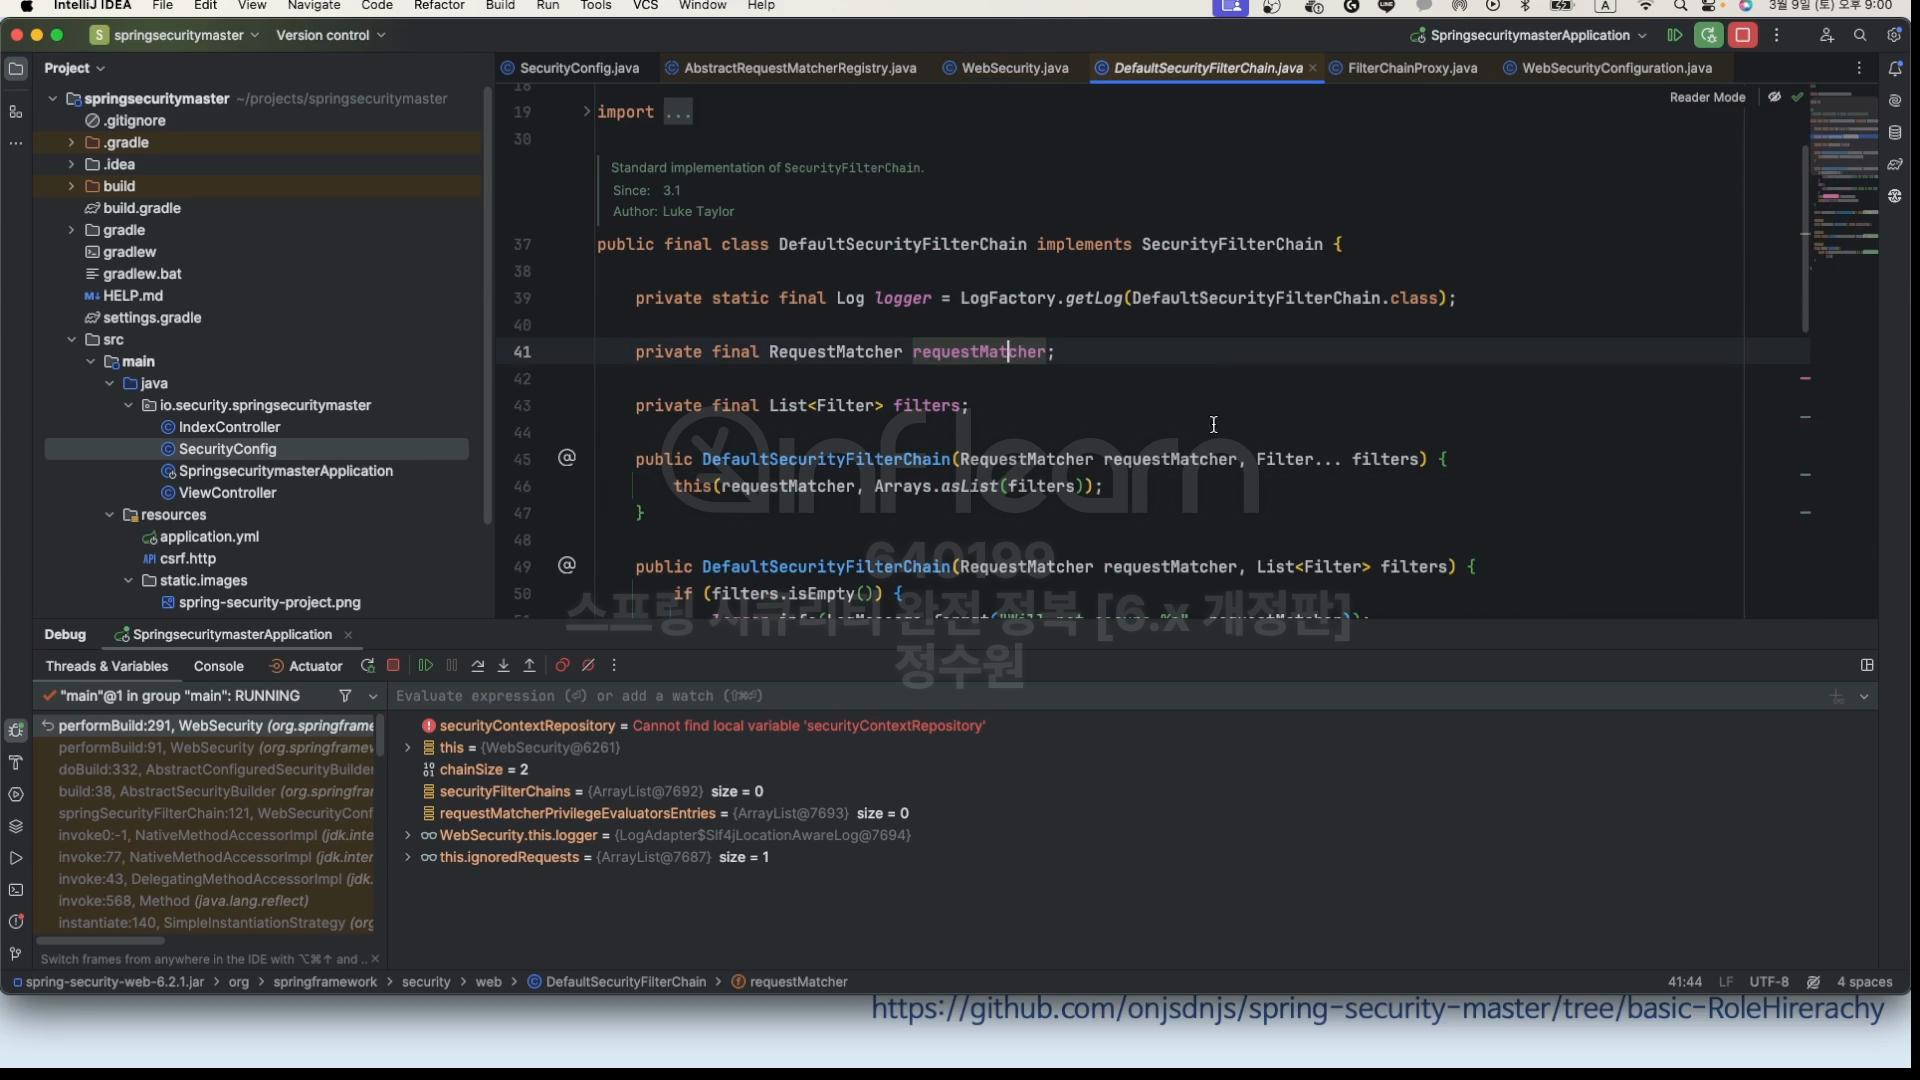 IntelliJ IDEA File Edit View Navigate Code Refactor Build Run Tools VCS Window Help 3월 9일 (토) 오후 9:00
S springsecuritymaster Version control SpringsecuritymasterApplication
Project
SecurityConfig.java AbstractRequestMatcherRegistry.java WebSecurity.java DefaultSecurityFilterChain.java FilterChainProxy.java WebSecurityConfiguration.java
Reader Mode
springsecuritymaster ~/projects/springsecuritymaster
.gitignore
.gradle
.idea
build
build.gradle
gradle
gradlew
gradlew.bat
HELP.md
settings.gradle
src
main
java
io.security.springsecuritymaster
IndexController
SecurityConfig
SpringsecuritymasterApplication
ViewController
resources
application.yml
csrf.http
static.images
spring-security-project.png
18
19 import ...
30
Standard implementation of SecurityFilterChain.
Since: 3.1
Author: Luke Taylor
37 public final class DefaultSecurityFilterChain implements SecurityFilterChain {
38
39 private static final Log logger = LogFactory.getLog(DefaultSecurityFilterChain.class);
40
41 private final RequestMatcher requestMatcher;
42
43 private final List<Filter> filters;
44
45 public DefaultSecurityFilterChain(RequestMatcher requestMatcher, Filter... filters) {
46 this(requestMatcher, Arrays.asList(filters));
47 }
48
49 public DefaultSecurityFilterChain(RequestMatcher requestMatcher, List<Filter> filters) {
50 if (filters.isEmpty()) {
inflearn
640199
스프링 시큐리티 완전 정복 [6.x 개정판]
정수원
Debug SpringsecuritymasterApplication
Threads & Variables Console Actuator
"main"@1 in group "main": RUNNING
Evaluate expression (⏎) or add a watch (⇧⌘⏎)
performBuild:291, WebSecurity (org.springframe
performBuild:91, WebSecurity (org.springframew
doBuild:332, AbstractConfiguredSecurityBuilder
build:38, AbstractSecurityBuilder (org.springfran
springSecurityFilterChain:121, WebSecurityConf
invoke0:-1, NativeMethodAccessorImpl (jdk.inte
invoke:77, NativeMethodAccessorImpl (jdk.inter
invoke:43, DelegatingMethodAccessorImpl (jdk.
invoke:568, Method (java.lang.reflect)
instantiate:140, SimpleInstantiationStrategy (org
Switch frames from anywhere in the IDE with ⌥⌘↑ and ..
securityContextRepository = Cannot find local variable 'securityContextRepository'
this = {WebSecurity@6261}
chainSize = 2
securityFilterChains = {ArrayList@7692} size = 0
requestMatcherPrivilegeEvaluatorsEntries = {ArrayList@7693} size = 0
WebSecurity.this.logger = {LogAdapter$Slf4jLocationAwareLog@7694}
this.ignoredRequests = {ArrayList@7687} size = 1
spring-security-web-6.2.1.jar > org > springframework > security > web > DefaultSecurityFilterChain > requestMatcher
41:44 LF UTF-8 4 spaces
https://github.com/onjsdnjs/spring-security-master/tree/basic-RoleHirerachy